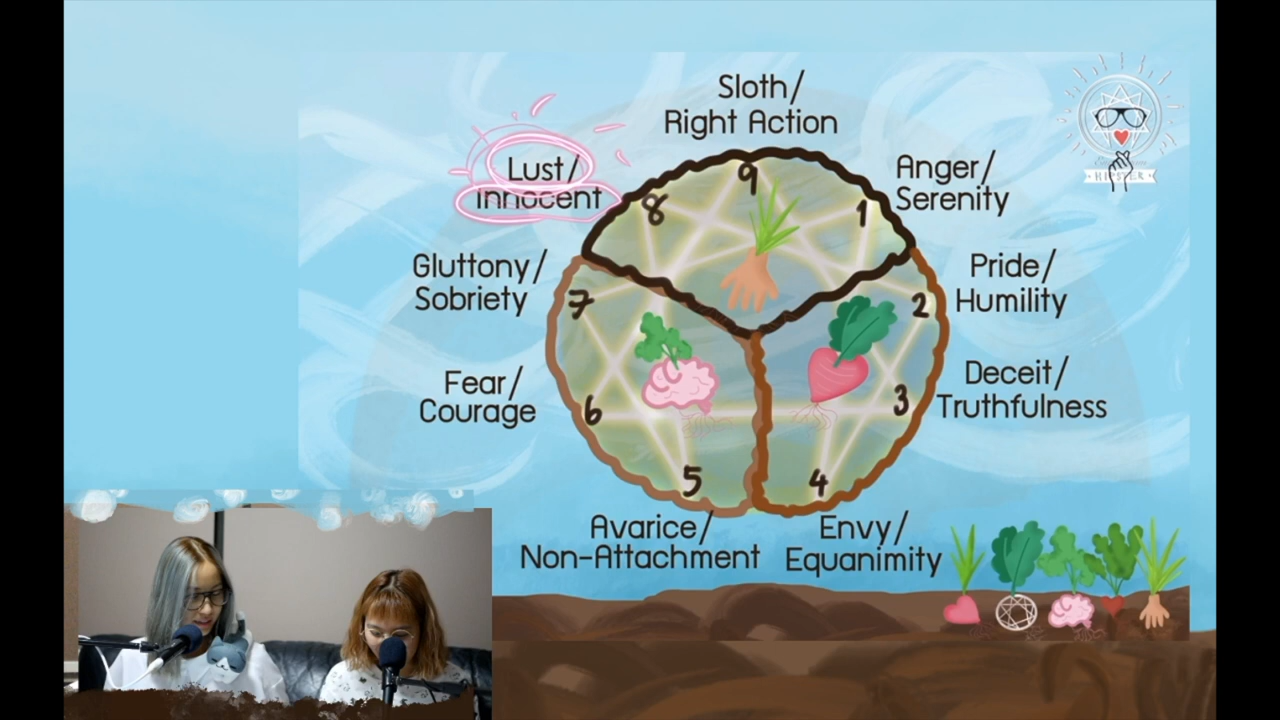 Sloth/
Right Action
Lust/
Innocent
Anger/
Serenity
Gluttony/
Sobriety
Pride/
Humility
Fear/
Courage
Deceit/
Truthfulness
Avarice/
Non-Attachment
Envy/
Equanimity
9
8
1
7
2
6
3
5
4
HIPSTER